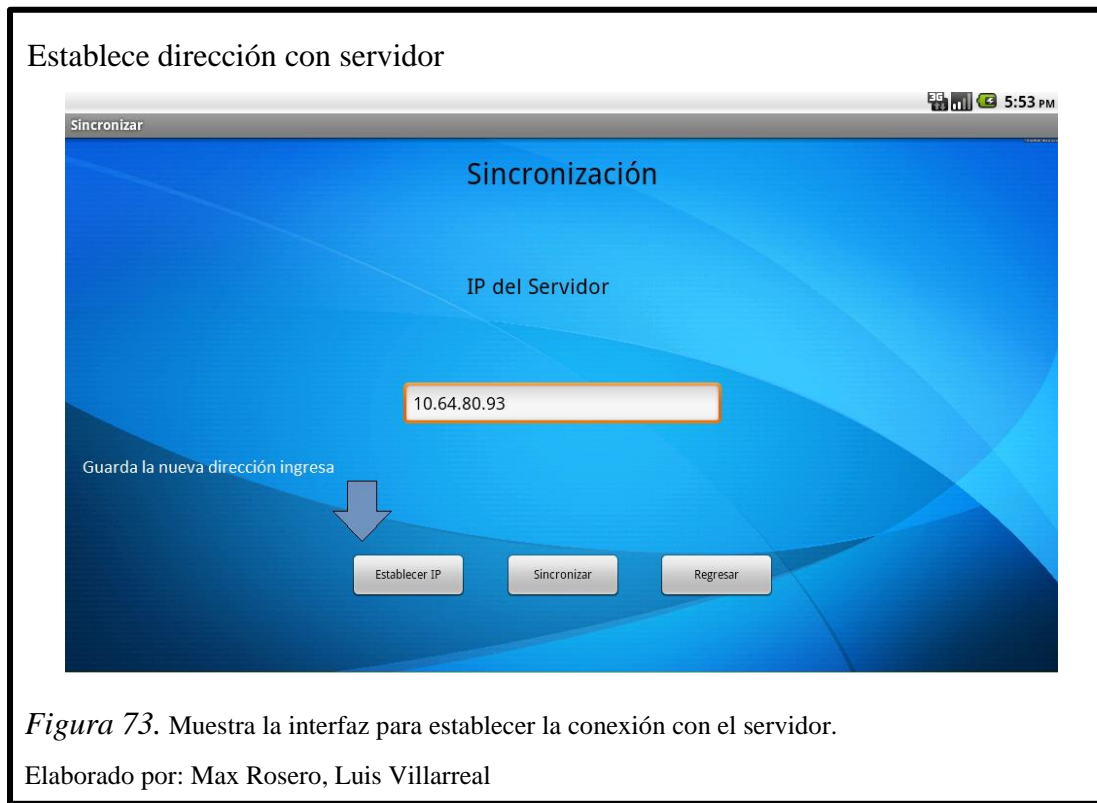 Establece dirección con servidor
3G 5:53 PM
Sincronizar
Sincronización
IP del Servidor
10.64.80.93
Guarda la nueva dirección ingresa
Establecer IP Sincronizar Regresar
Figura 73. Muestra la interfaz para establecer la conexión con el servidor.
Elaborado por: Max Rosero, Luis Villarreal